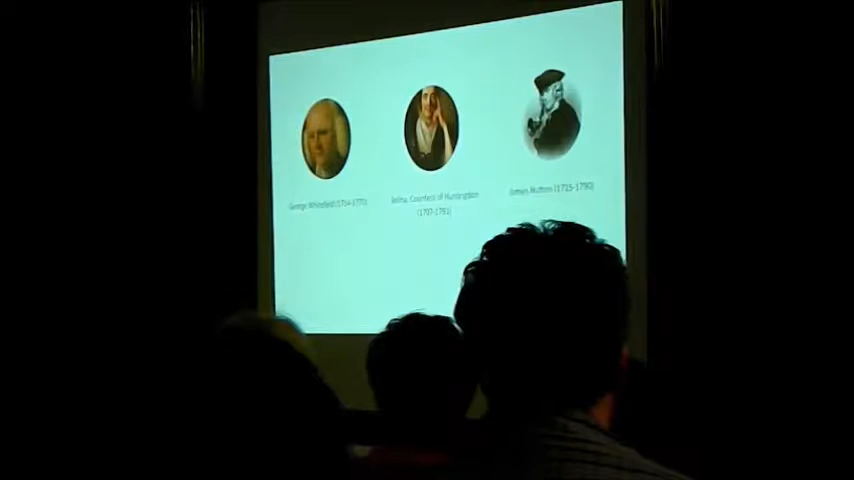 George Whitefield (1714-1770)
Selina, Countess of Huntingdon
(1707-1791)
James Hutton (1715-1795)